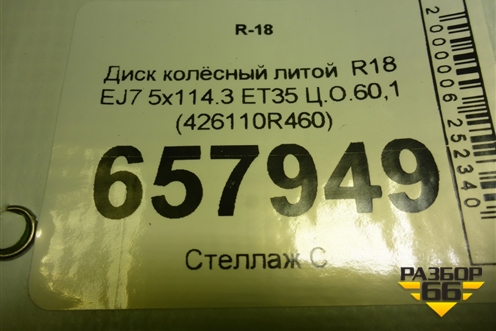 R-18
Диск колёсный литой R18
EJ7 5x114.3 ET35 Ц.О.60,1
(426110R460)
657949
Стеллаж С
2000006252340
РАЗБОР
66